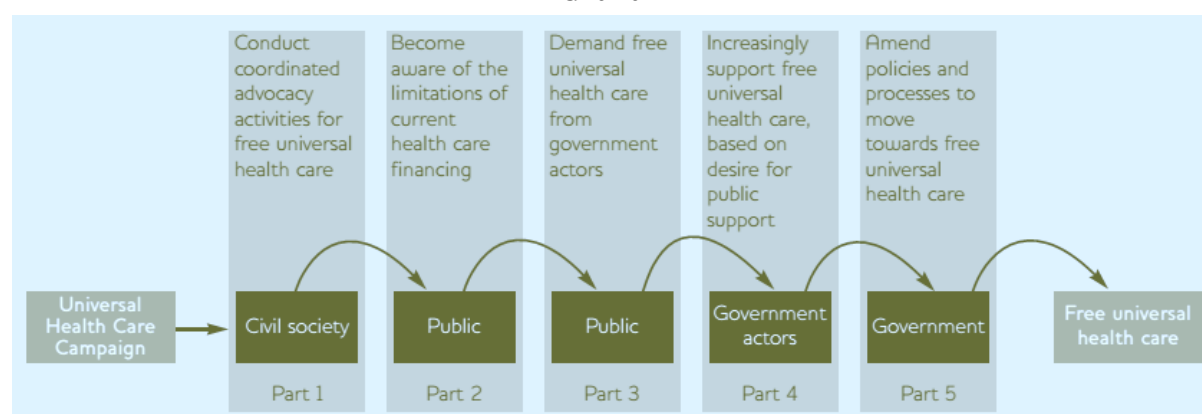 Conduct
coordinated
advocacy
activities for
free universal
health care
Become
aware of the
limitations of
current
health care
financing
Demand free
universal
health care
from
government
actors
Increasingly
support free
universal
health care,
based on
desire for
public
support
Amend
policies and
processes to
move
towards free
universal
health care
Universal
Health Care
Campaign
Civil society
Public
Public
Government
actors
Government
Free universal
health care
Part 1
Part 2
Part 3
Part 4
Part 5